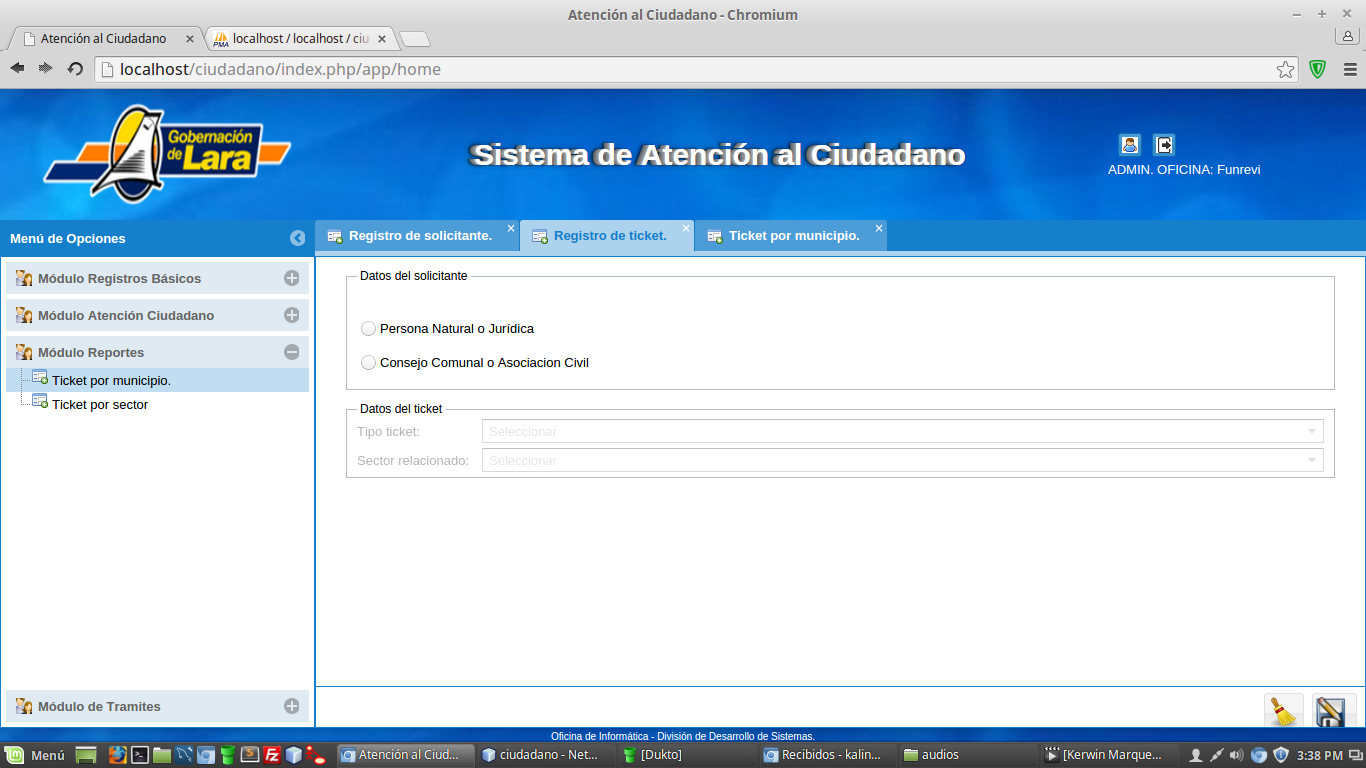 Atención al Ciudadano - Chromium
Atención al Ciudadano
PMA localhost / localhost / ciu
localhost/ciudadano/index.php/app/home
Gobernación
de Lara
Sistema de Atención al Ciudadano
ADMIN. OFICINA: Funrevi
Menú de Opciones
Registro de solicitante.
Registro de ticket.
Ticket por municipio.
Módulo Registros Básicos
Módulo Atención Ciudadano
Módulo Reportes
Ticket por municipio.
Ticket por sector
Módulo de Tramites
Datos del solicitante
Persona Natural o Jurídica
Consejo Comunal o Asociacion Civil
Datos del ticket
Tipo ticket: Seleccionar
Sector relacionado: Seleccionar
Oficina de Informática - División de Desarrollo de Sistemas.
Menú Atención al Ciud... ciudadano - Net... [Dukto] Recibidos - kalin... audios [Kerwin Marque... 3:38 PM